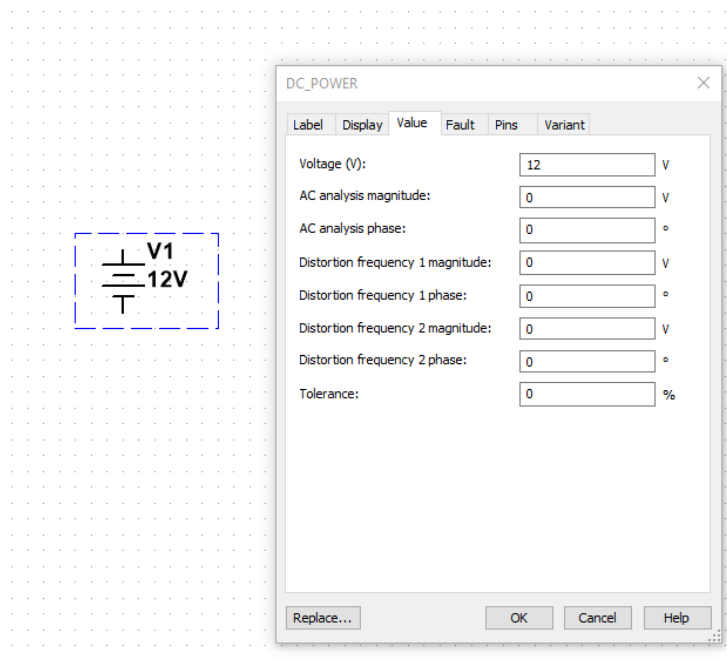 DC_POWER
Label Display Value Fault Pins Variant
Voltage (V): 12 V
AC analysis magnitude: 0 V
AC analysis phase: 0 °
Distortion frequency 1 magnitude: 0 V
Distortion frequency 1 phase: 0 °
Distortion frequency 2 magnitude: 0 V
Distortion frequency 2 phase: 0 °
Tolerance: 0 %
V1
12V
Replace... OK Cancel Help